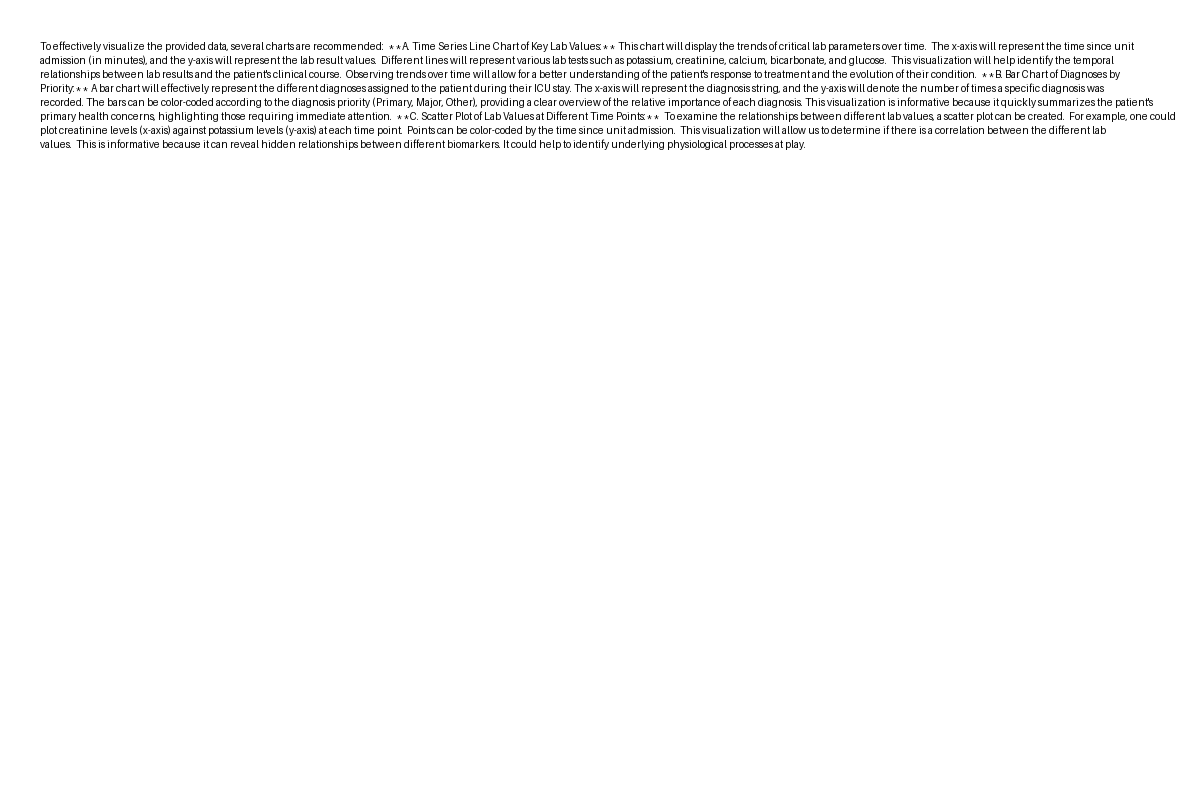 To effectively visualize the provided data, several charts are recommended:  **A. Time Series Line Chart of Key Lab Values:** This chart will display the trends of critical lab parameters over time.  The x-axis will represent the time since unit
admission (in minutes), and the y-axis will represent the lab result values.  Different lines will represent various lab tests such as potassium, creatinine, calcium, bicarbonate, and glucose.  This visualization will help identify the temporal
relationships between lab results and the patient's clinical course.  Observing trends over time will allow for a better understanding of the patient's response to treatment and the evolution of their condition.  **B. Bar Chart of Diagnoses by
Priority:** A bar chart will effectively represent the different diagnoses assigned to the patient during their ICU stay. The x-axis will represent the diagnosis string, and the y-axis will denote the number of times a specific diagnosis was
recorded. The bars can be color-coded according to the diagnosis priority (Primary, Major, Other), providing a clear overview of the relative importance of each diagnosis. This visualization is informative because it quickly summarizes the patient's
primary health concerns, highlighting those requiring immediate attention.  **C. Scatter Plot of Lab Values at Different Time Points:**  To examine the relationships between different lab values, a scatter plot can be created.  For example, one could
plot creatinine levels (x-axis) against potassium levels (y-axis) at each time point.  Points can be color-coded by the time since unit admission.  This visualization will allow us to determine if there is a correlation between the different lab
values.  This is informative because it can reveal hidden relationships between different biomarkers. It could help to identify underlying physiological processes at play.